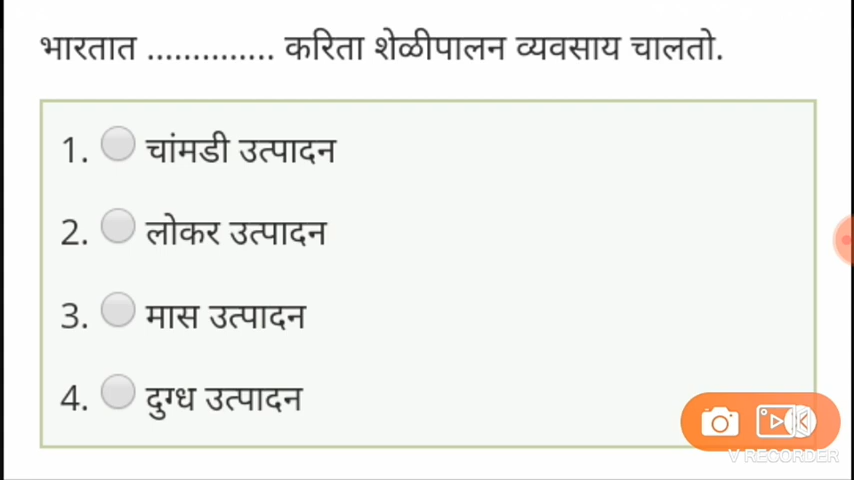 भारतात .............. करिता शेळीपालन व्यवसाय चालतो.
1. चांमडी उत्पादन
2. लोकर उत्पादन
3. मास उत्पादन
4. दुग्ध उत्पादन
V RECORDER